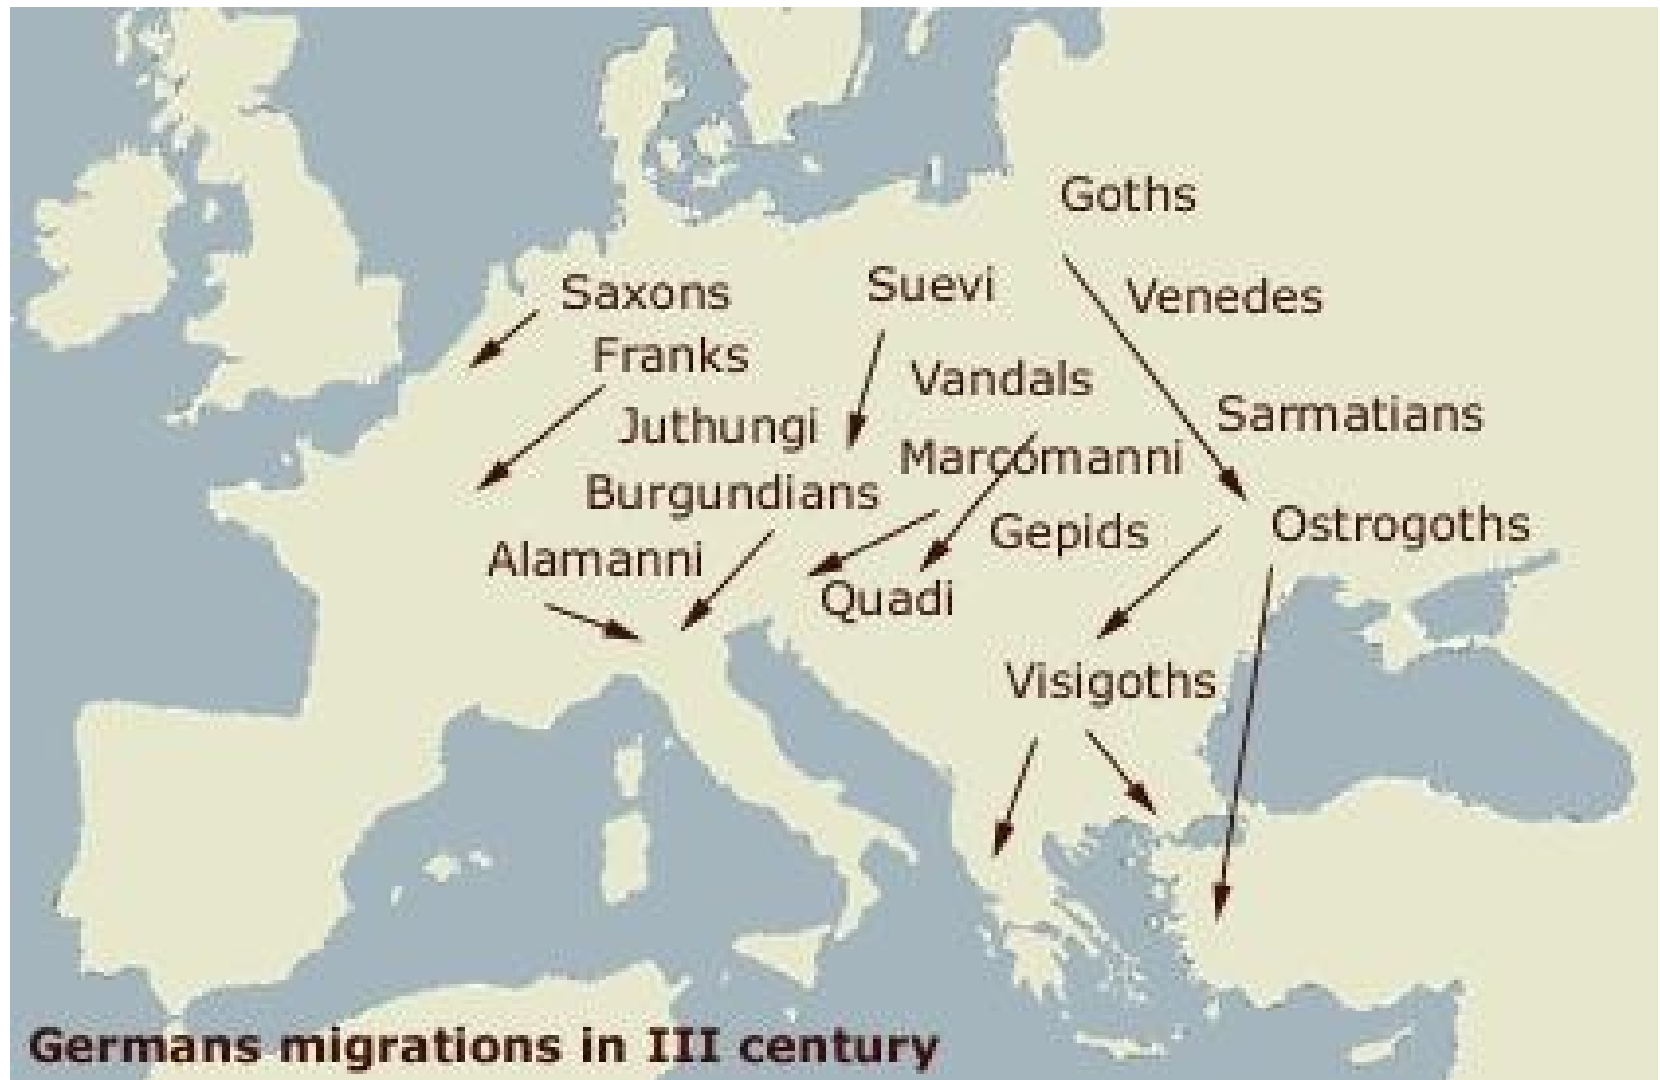 Goths
Suevi
Saxons
Venedes
Franks
Vandals
Sarmatians
Juthungi
Marcomanni
Burgundians
Ostrogoths
Gepids
Alamanni
Quadi
Visigoths
Germans migrations in III century